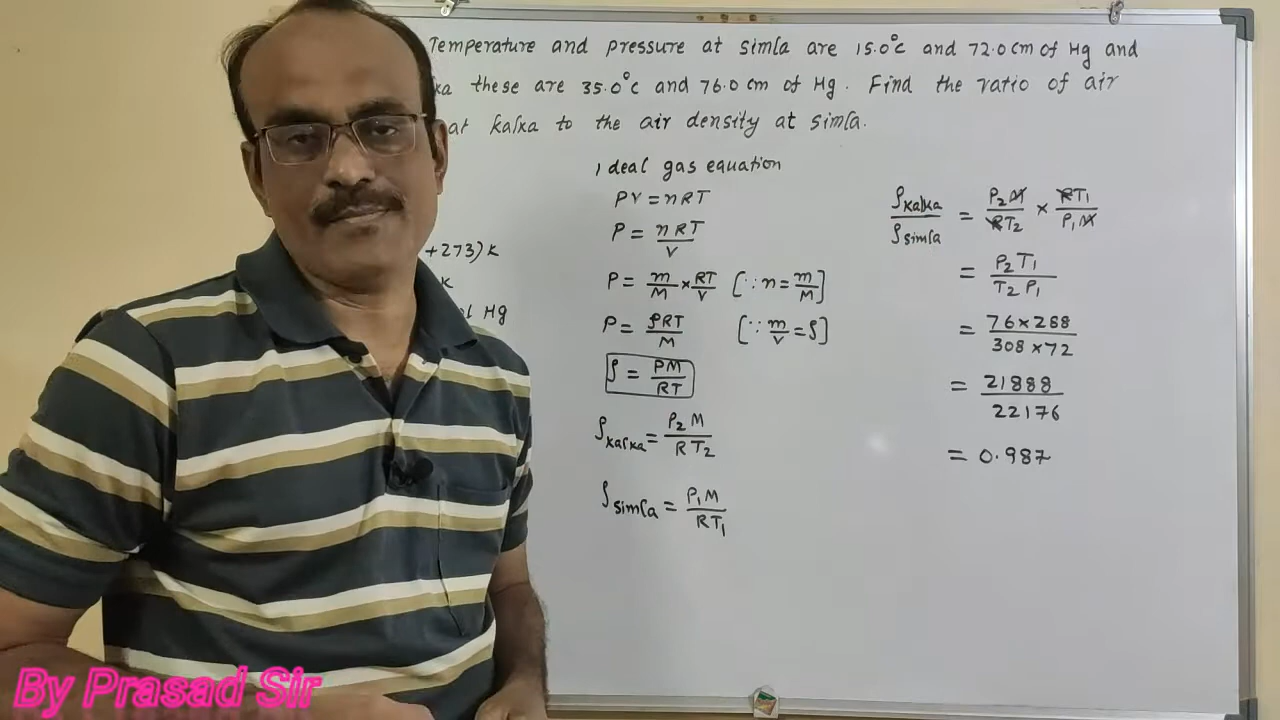 Temperature and pressure at simla are 15.0°C and 72.0 cm of Hg and
ka these are 35.0°C and 76.0 cm of Hg. Find the ratio of air
at kalka to the air density at simla.
Ideal gas equation
PV = nRT
P = nRT/V
P = m/M × RT/V [∵ n = m/M]
P = ρRT/M [∵ m/V = ρ]
ρ = PM/RT
ρkalka = P₂M/RT₂
ρsimla = P₁M/RT₁
+273)K
K
Hg
ρkalka/ρsimla = P₂M/RT₂ × RT₁/P₁M
= P₂T₁/T₂P₁
= 76×288/308×72
= 21888/22176
= 0.987
By Prasad Sir